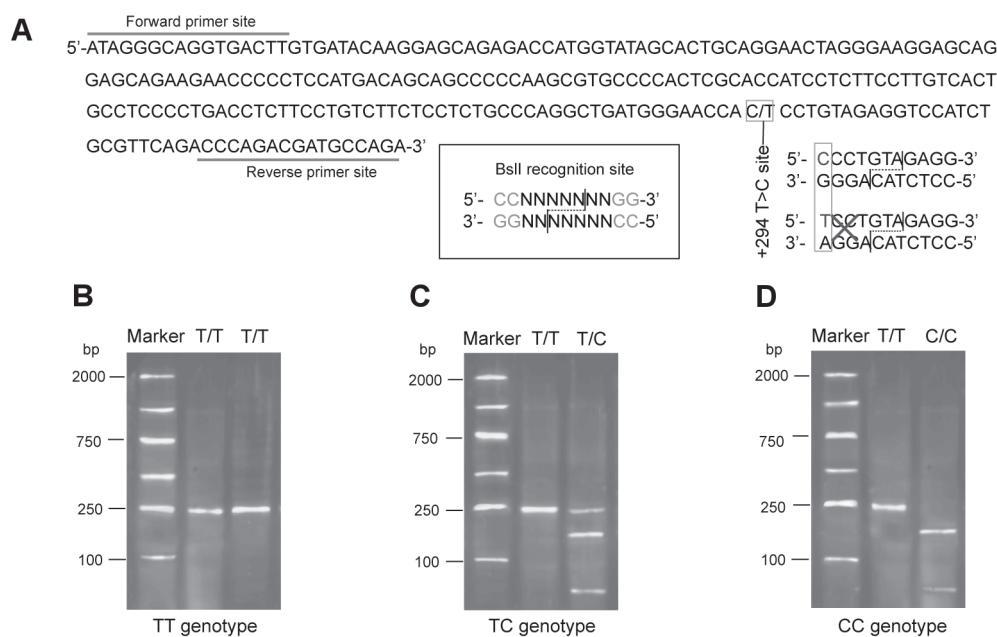 A
Forward primer site
5'-ATAGGGCAGGTGACTTGTGATACAAGGAGCAGAGACCATGGTATAGCACTGCAGGAACTAGGGAAGGAGCAG
GAGCAGAAGAACCCCCTCCATGACAGCAGCCCCCAAGCGTGCCCCACTCGCACCATCCTCTTCCTTGTCACT
GCCTCCCCTGACCTCTTCCTGTCTTCTCCTCTGCCCAGGCTGATGGGAACCA C/T CCTGTAGAGGTCCATCT
GCGTTCAGACCCAGACGATGCCAGA-3'
Reverse primer site
BslI recognition site
5'- CCNNNNNNNGG-3'
3'- GGNNNNNNNCC-5'
+294 T>C site
5'- CCCTGTAGAGG-3'
3'- GGGACATCTCC-5'
5'- TCCTGTAGAGG-3'
3'- AGGACATCTCC-5'
B
Marker T/T T/T
bp
2000
750
250
100
TT genotype
C
Marker T/T T/C
bp
2000
750
250
100
TC genotype
D
Marker T/T C/C
bp
2000
750
250
100
CC genotype